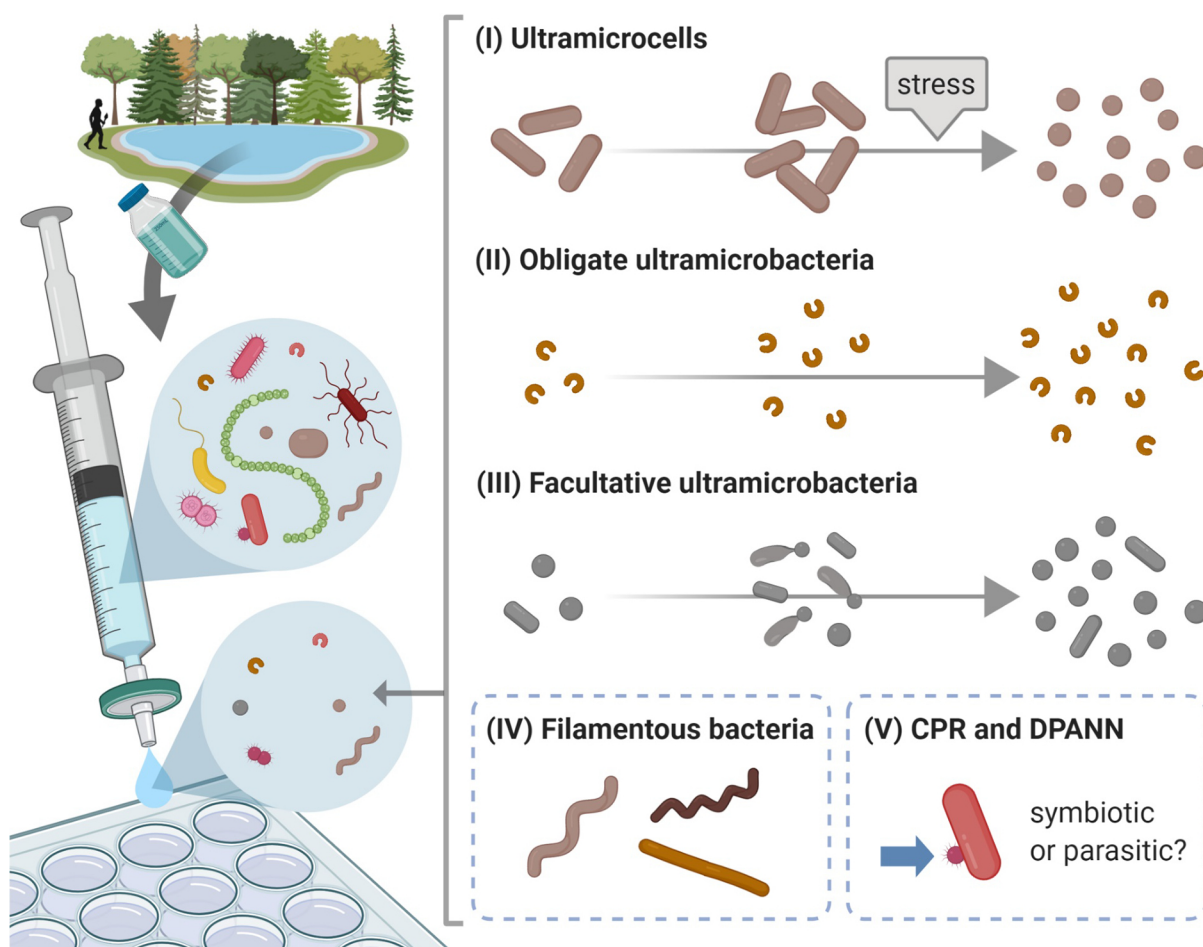 (I) Ultramicrocells
stress
(II) Obligate ultramicrobacteria
(III) Facultative ultramicrobacteria
(IV) Filamentous bacteria
(V) CPR and DPANN
symbiotic
or parasitic?